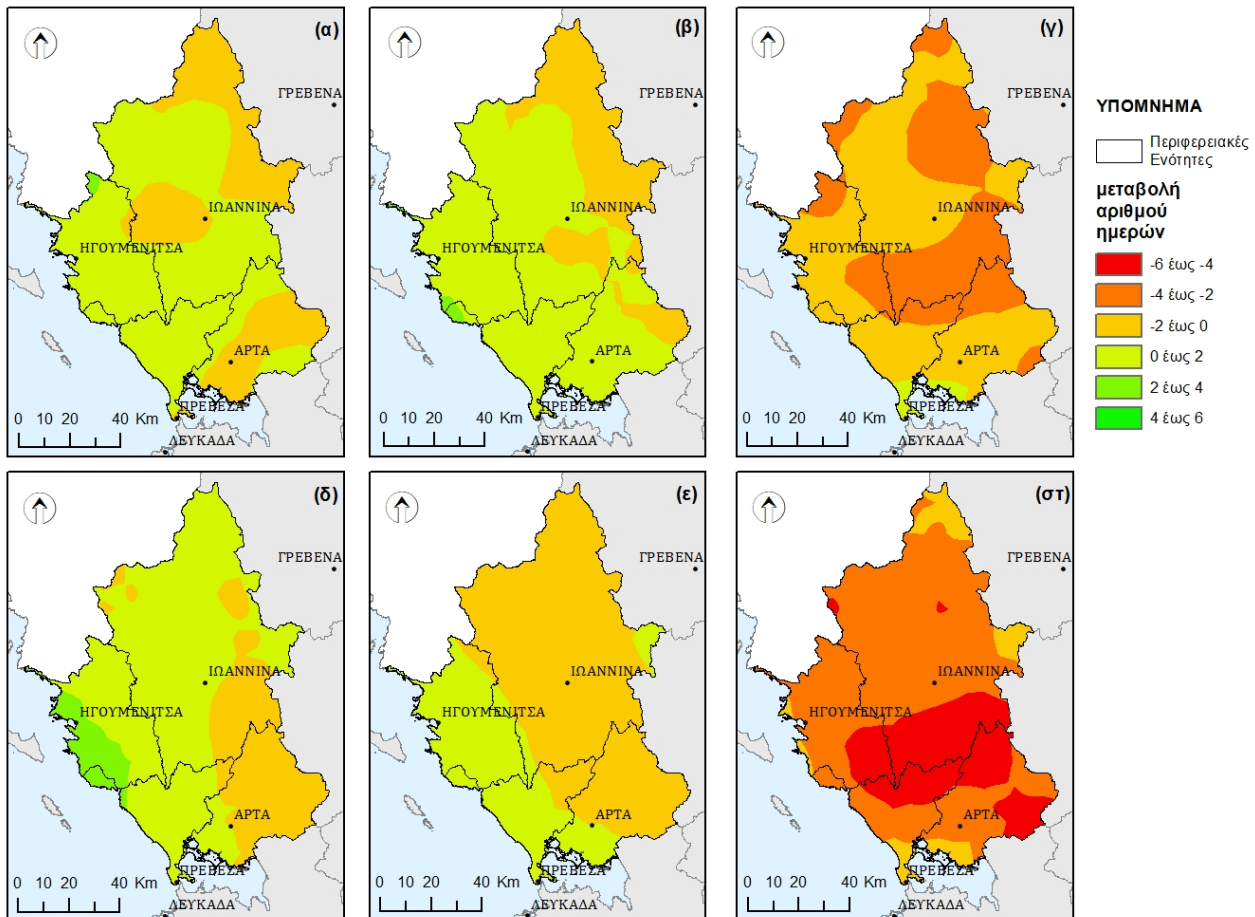 (α)
ΓΡΕΒΕΝΑ
ΙΩΑΝΝΙΝΑ
ΗΓΟΥΜΕΝΙΤΣΑ
ΑΡΤΑ
ΠΡΕΒΕΖΑ
ΛΕΥΚΑΔΑ
0 10 20 40 Km
(β)
ΓΡΕΒΕΝΑ
ΙΩΑΝΝΙΝΑ
ΗΓΟΥΜΕΝΙΤΣΑ
ΑΡΤΑ
ΠΡΕΒΕΖΑ
ΛΕΥΚΑΔΑ
0 10 20 40 Km
(γ)
ΓΡΕΒΕΝΑ
ΙΩΑΝΝΙΝΑ
ΗΓΟΥΜΕΝΙΤΣΑ
ΑΡΤΑ
ΠΡΕΒΕΖΑ
ΛΕΥΚΑΔΑ
0 10 20 40 Km
ΥΠΟΜΝΗΜΑ
Περιφερειακές
Ενότητες
μεταβολή
αριθμού
ημερών
-6 έως -4
-4 έως -2
-2 έως 0
0 έως 2
2 έως 4
4 έως 6
(δ)
ΓΡΕΒΕΝΑ
ΙΩΑΝΝΙΝΑ
ΗΓΟΥΜΕΝΙΤΣΑ
ΑΡΤΑ
ΠΡΕΒΕΖΑ
ΛΕΥΚΑΔΑ
0 10 20 40 Km
(ε)
ΓΡΕΒΕΝΑ
ΙΩΑΝΝΙΝΑ
ΗΓΟΥΜΕΝΙΤΣΑ
ΑΡΤΑ
ΠΡΕΒΕΖΑ
ΛΕΥΚΑΔΑ
0 10 20 40 Km
(στ)
ΓΡΕΒΕΝΑ
ΙΩΑΝΝΙΝΑ
ΗΓΟΥΜΕΝΙΤΣΑ
ΑΡΤΑ
ΠΡΕΒΕΖΑ
ΛΕΥΚΑΔΑ
0 10 20 40 Km